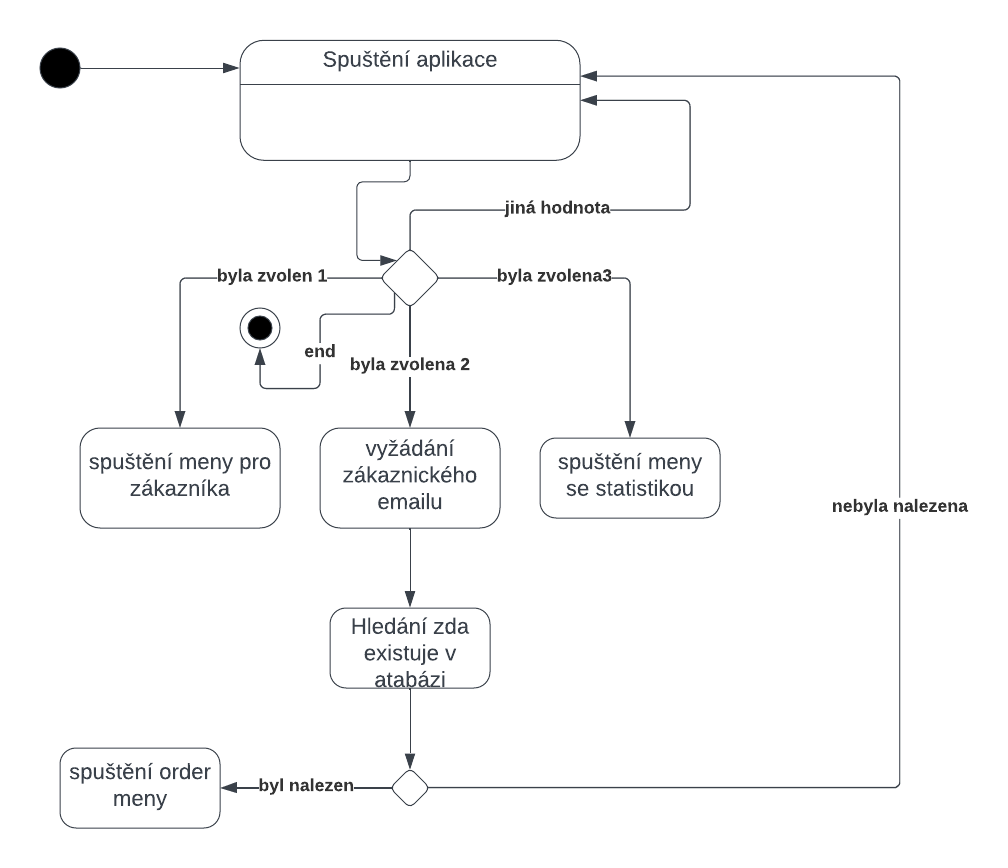 Spuštění aplikace
jiná hodnota
byla zvolen 1
byla zvolena3
end
byla zvolena 2
spuštění meny pro
zákazníka
vyžádání
zákaznického
emailu
spuštění meny
se statistikou
nebyla nalezena
Hledání zda
existuje v
atabázi
spuštění order
meny
byl nalezen